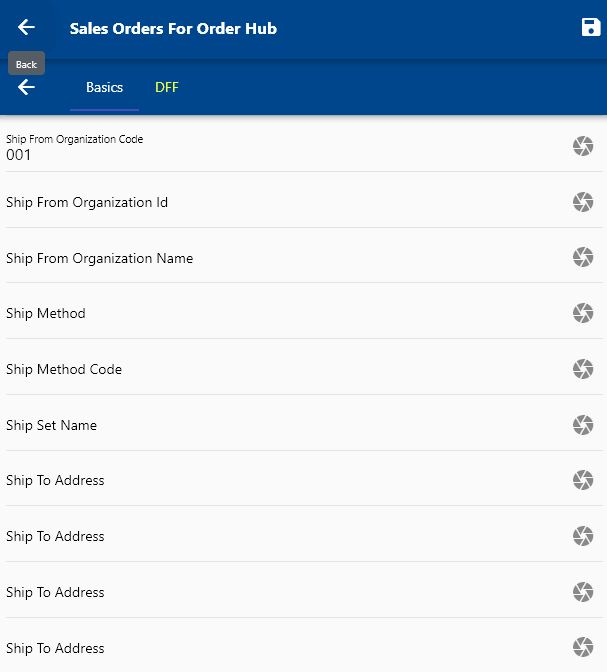 Sales Orders For Order Hub
Back
Basics
DFF
Ship From Organization Code
001
Ship From Organization Id
Ship From Organization Name
Ship Method
Ship Method Code
Ship Set Name
Ship To Address
Ship To Address
Ship To Address
Ship To Address